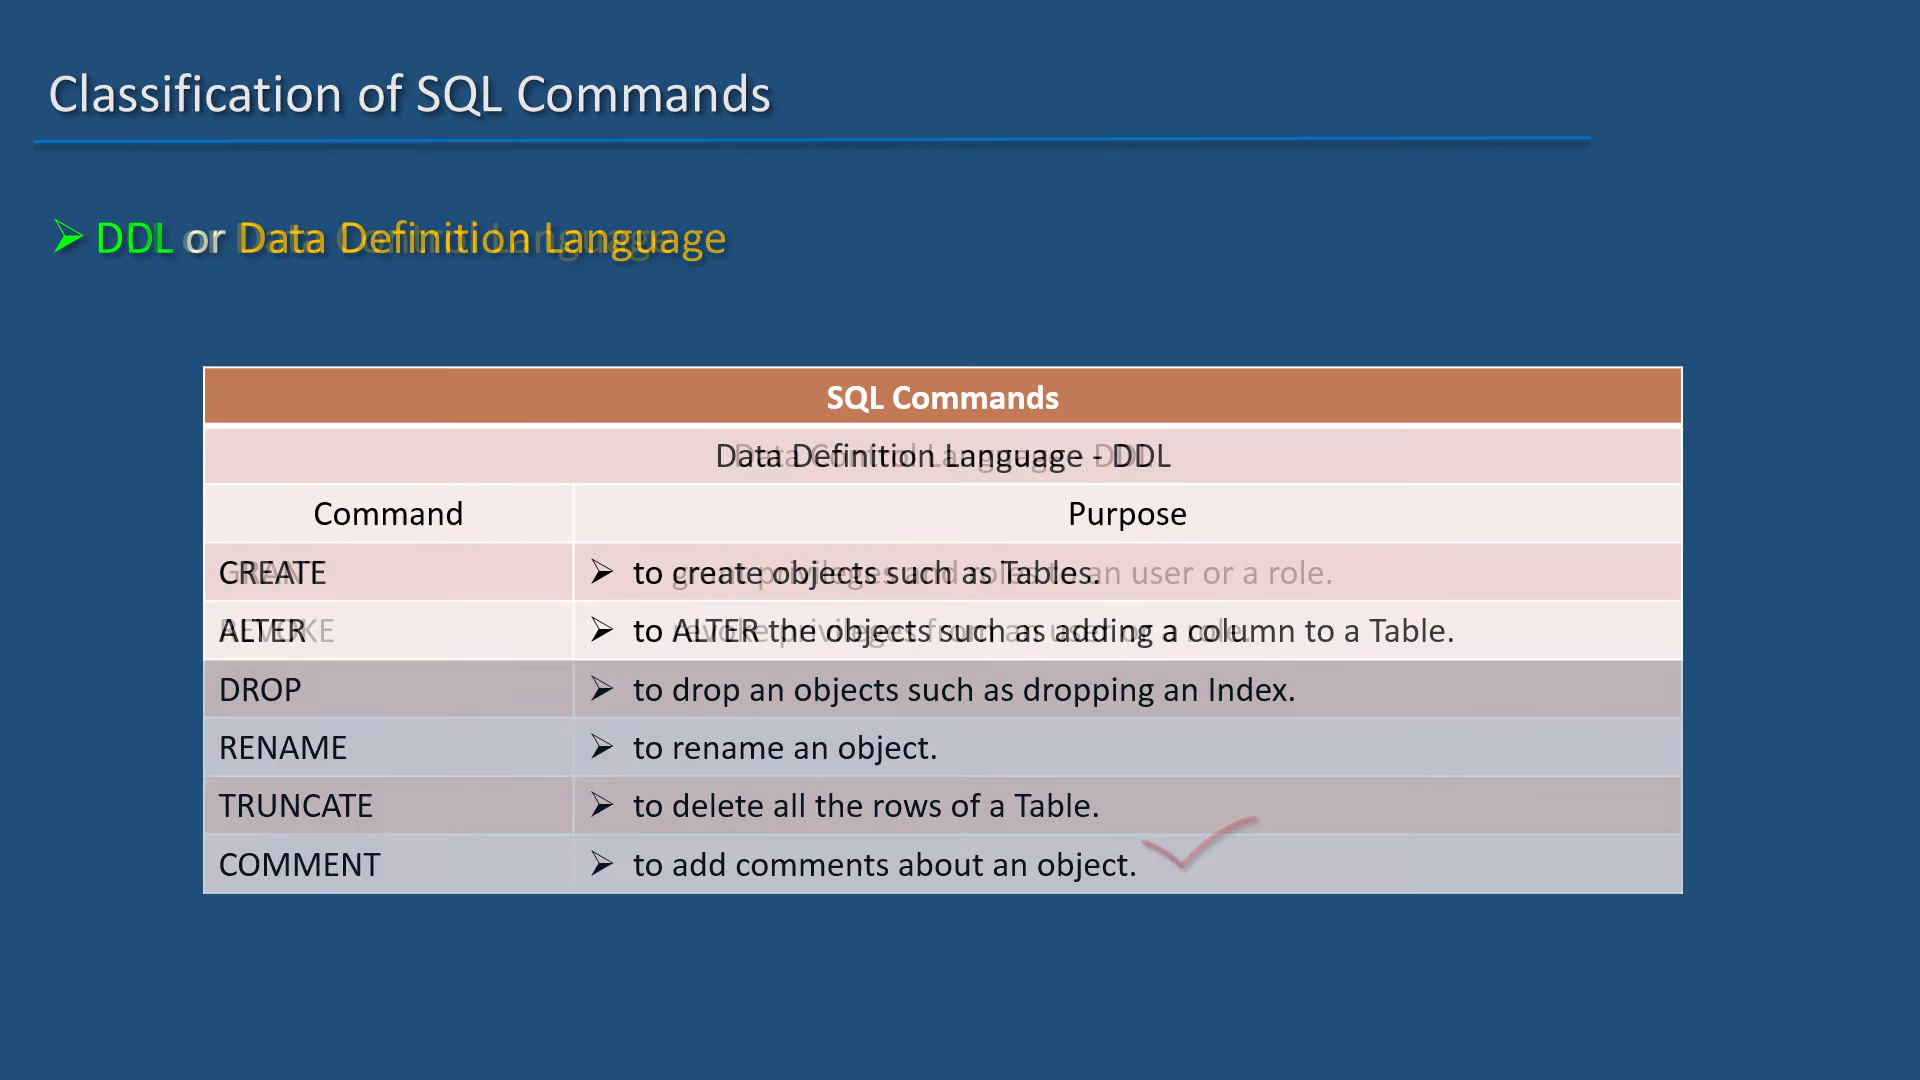 Classification of SQL Commands
➢ DDL or Data Definition Language
SQL Commands
Data Definition Language - DDL
Command Purpose
CREATE ➢ to create objects such as Tables.
ALTER ➢ to ALTER the objects such as adding a column to a Table.
DROP ➢ to drop an objects such as dropping an Index.
RENAME ➢ to rename an object.
TRUNCATE ➢ to delete all the rows of a Table.
COMMENT ➢ to add comments about an object.